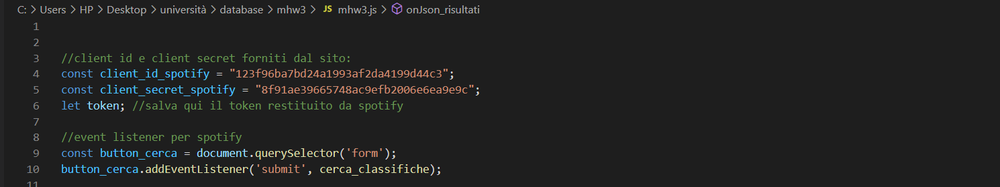 C: > Users > HP > Desktop > università > database > mhw3 > JS mhw3.js > onJson_risultati
1
2
3 //client id e client secret forniti dal sito:
4 const client_id_spotify = "123f96ba7bd24a1993af2da4199d44c3";
5 const client_secret_spotify = "8f91ae39665748ac9efb2006e6ea9e9c";
6 let token; //salva qui il token restituito da spotify
7
8 //event listener per spotify
9 const button_cerca = document.querySelector('form');
10 button_cerca.addEventListener('submit', cerca_classifiche);
11